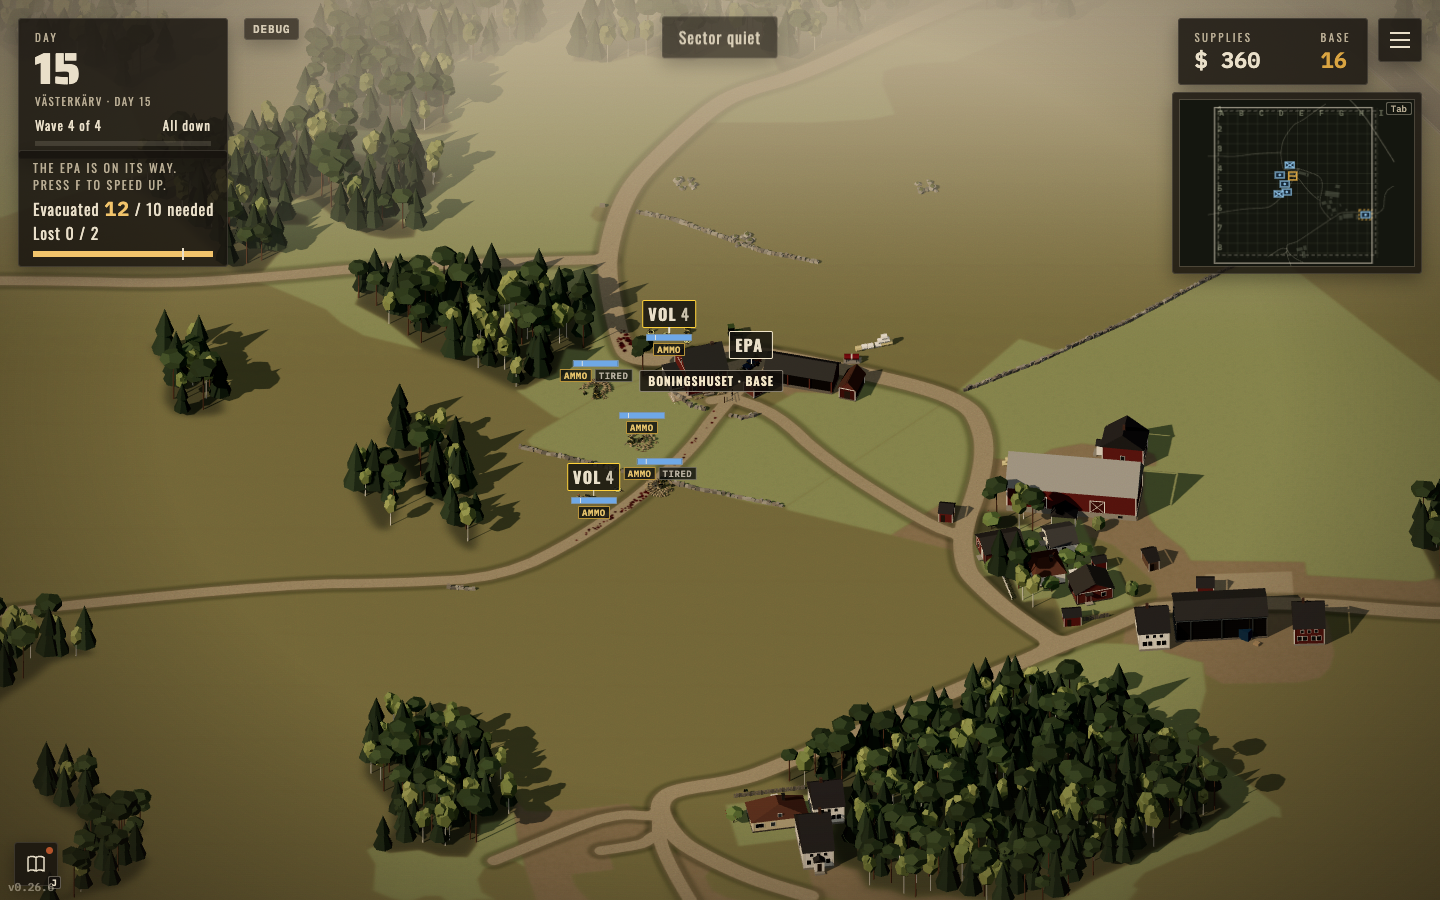 DAY
15
VÄSTERKÄRV · DAY 15
Wave 4 of 4 All down
THE EPA IS ON ITS WAY.
PRESS F TO SPEED UP.
Evacuated 12 / 10 needed
Lost 0 / 2
DEBUG
Sector quiet
SUPPLIES BASE
$ 360 16
Tab
VOL 4
AMMO
EPA
AMMO TIRED
BONINGSHUSET · BASE
AMMO
AMMO TIRED
VOL 4
AMMO
J